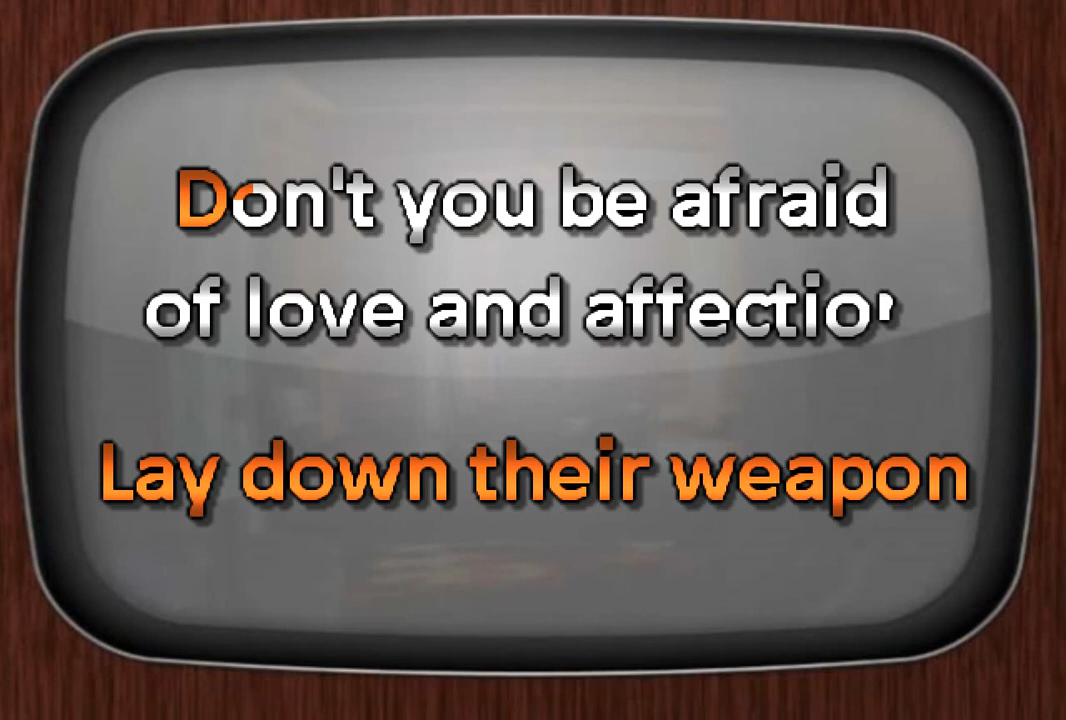 Don't you be afraid
of love and affection
Lay down their weapon